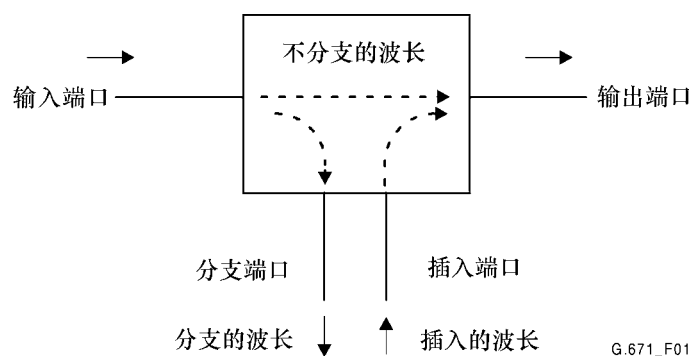 不分支的波长
输入端口
输出端口
分支端口
插入端口
分支的波长
插入的波长
G.671_F01